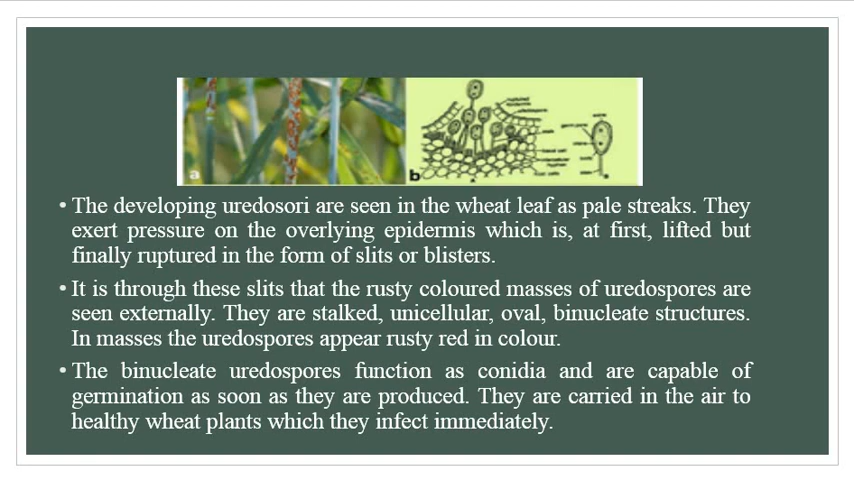 a
b
• The developing uredosori are seen in the wheat leaf as pale streaks. They
exert pressure on the overlying epidermis which is, at first, lifted but
finally ruptured in the form of slits or blisters.
• It is through these slits that the rusty coloured masses of uredospores are
seen externally. They are stalked, unicellular, oval, binucleate structures.
In masses the uredospores appear rusty red in colour.
• The binucleate uredospores function as conidia and are capable of
germination as soon as they are produced. They are carried in the air to
healthy wheat plants which they infect immediately.